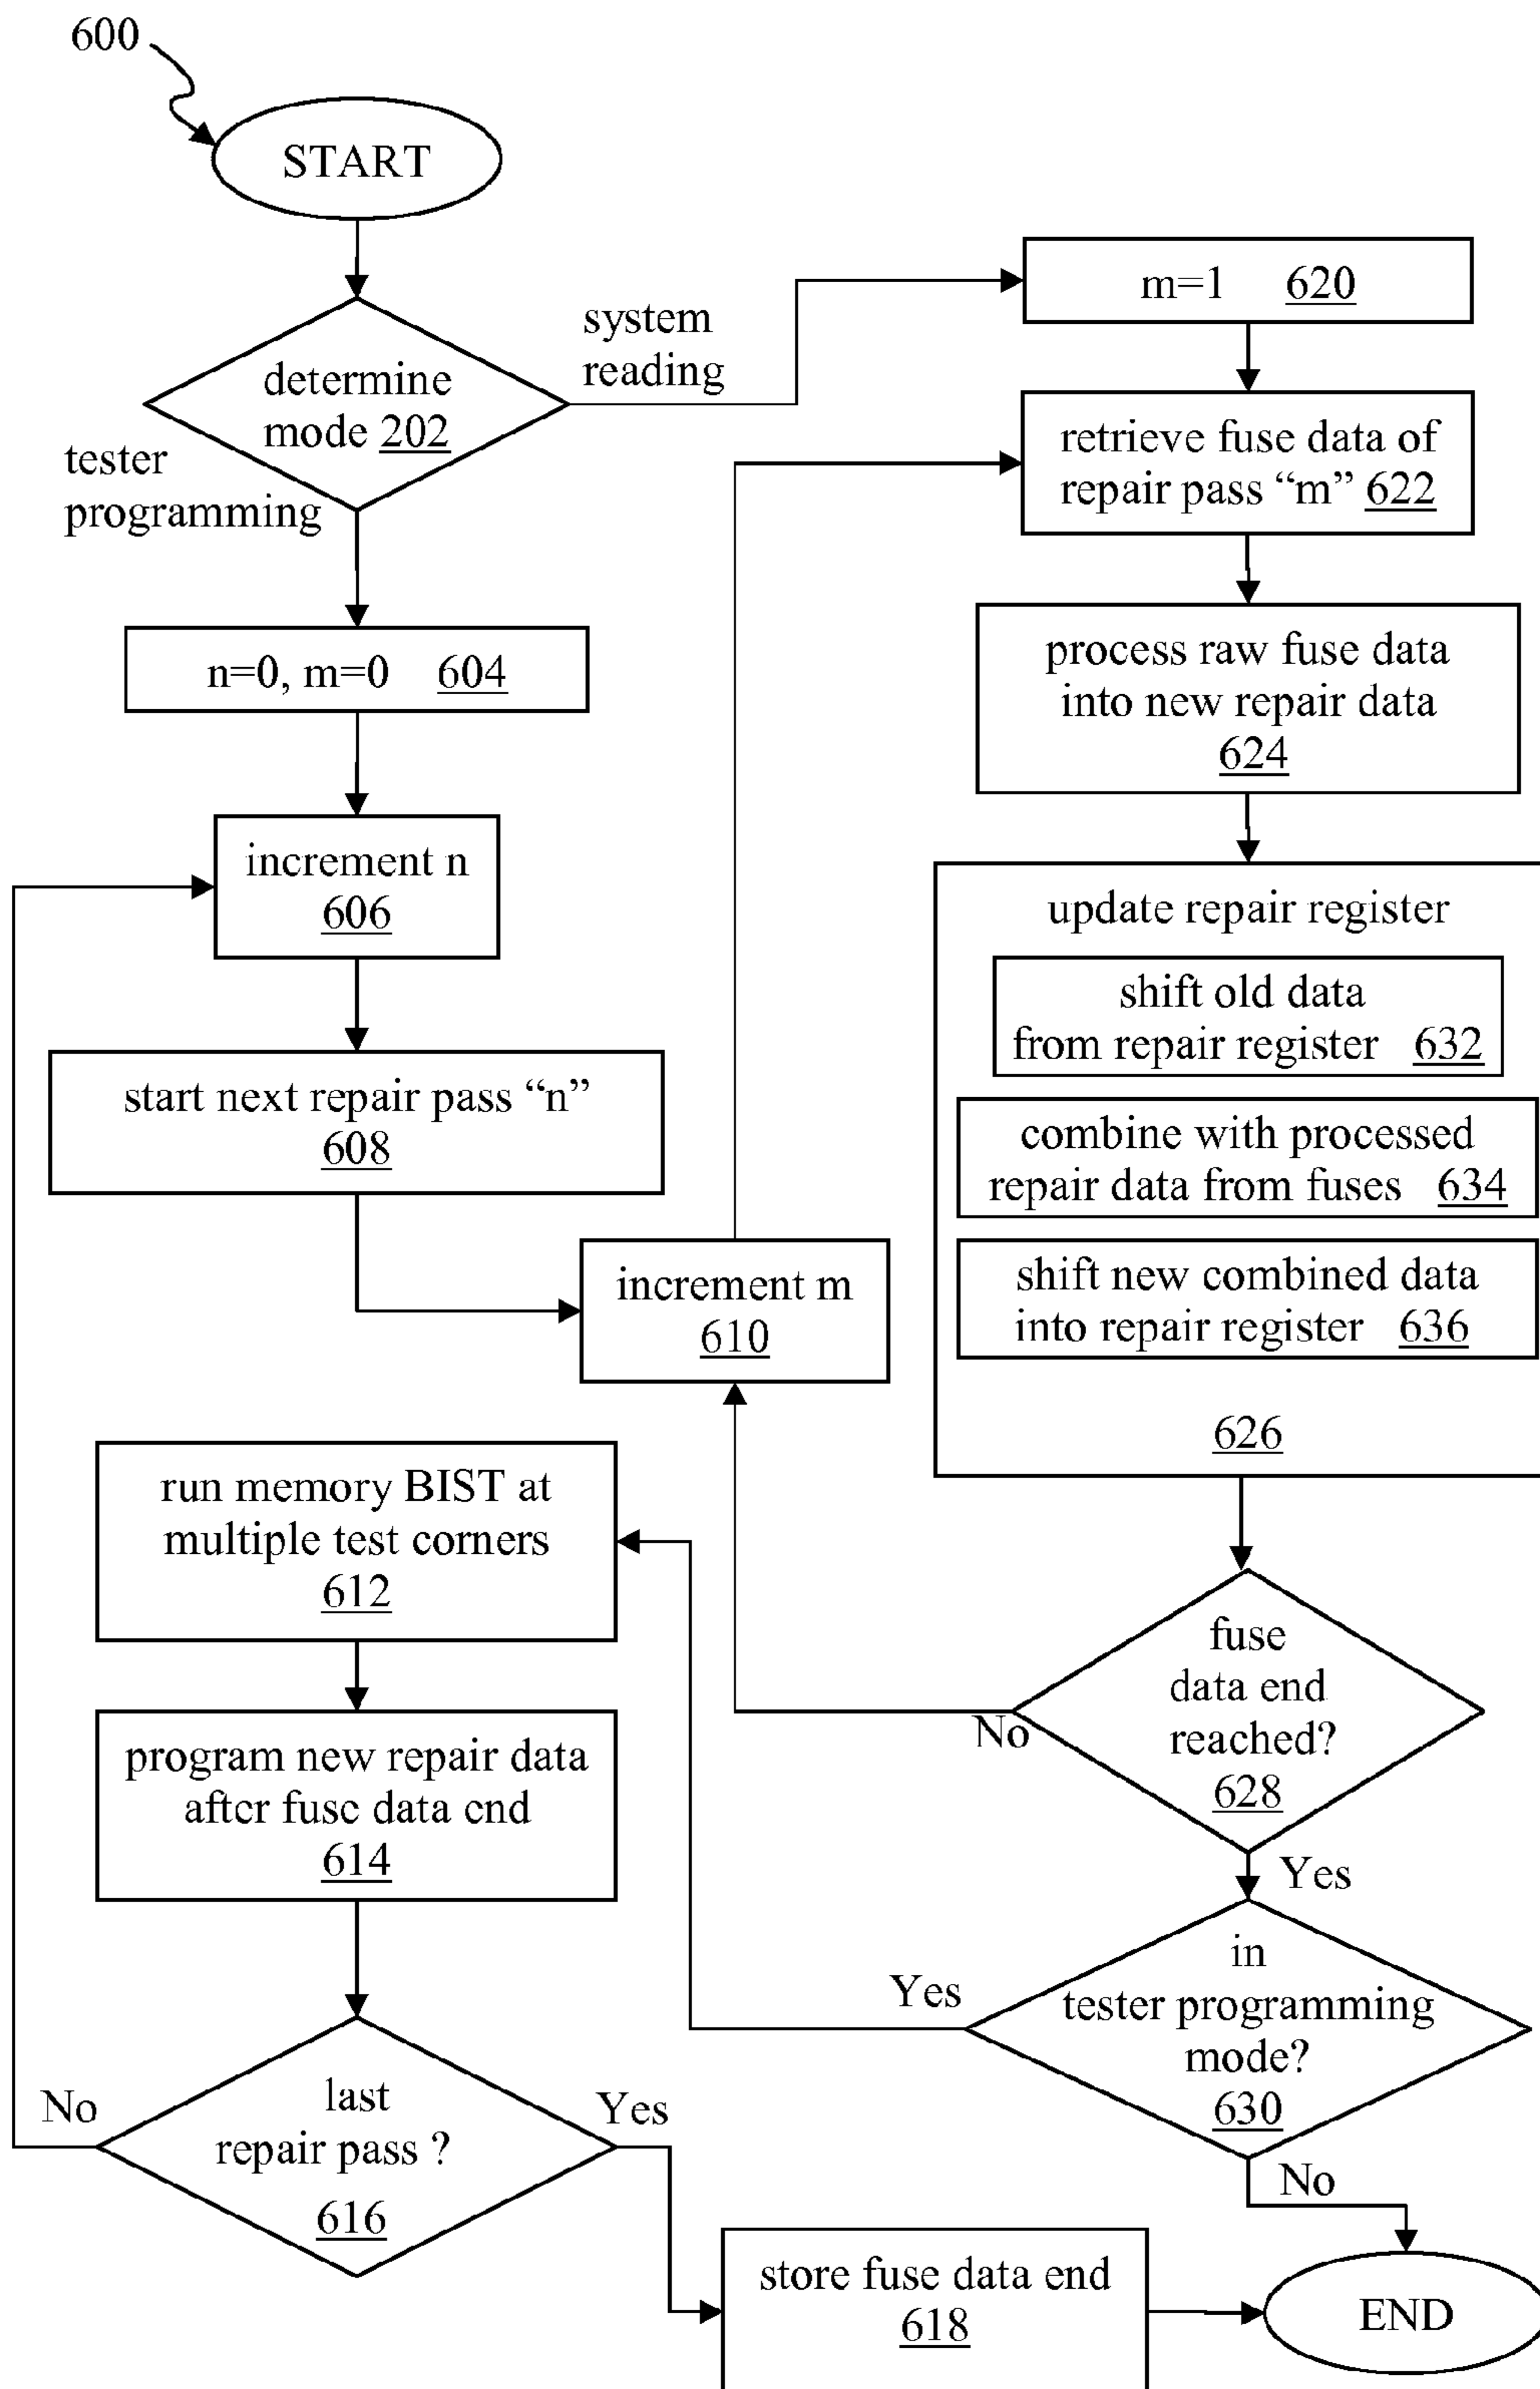 600
START
determine
mode 202
system
reading
tester
programming
n=0, m=0 604
increment n
606
start next repair pass “n”
608
increment m
610
run memory BIST at
multiple test corners
612
program new repair data
after fuse data end
614
last
repair pass ?
616
No
Yes
store fuse data end
618
m=1 620
retrieve fuse data of
repair pass “m” 622
process raw fuse data
into new repair data
624
update repair register
shift old data
from repair register 632
combine with processed
repair data from fuses 634
shift new combined data
into repair register 636
626
fuse
data end
reached?
628
No
Yes
in
tester programming
mode?
630
Yes
No
END